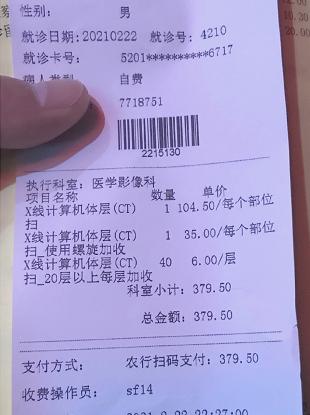 性别： 男
就诊日期:20210222 就诊号: 4210
就诊卡号: 5201**********6717
病人类型 自费
7718751
2215130
执行科室: 医学影像科
项目名称 数量 单价
X线计算机体层(CT) 1 104.50/每个部位
扫
X线计算机体层(CT) 1 35.00/每个部位
扫_使用螺旋加收
X线计算机体层(CT) 40 6.00/层
扫_20层以上每层加收
科室小计: 379.50
总金额: 379.50
支付方式: 农行扫码支付: 379.50
收费操作员: sf14